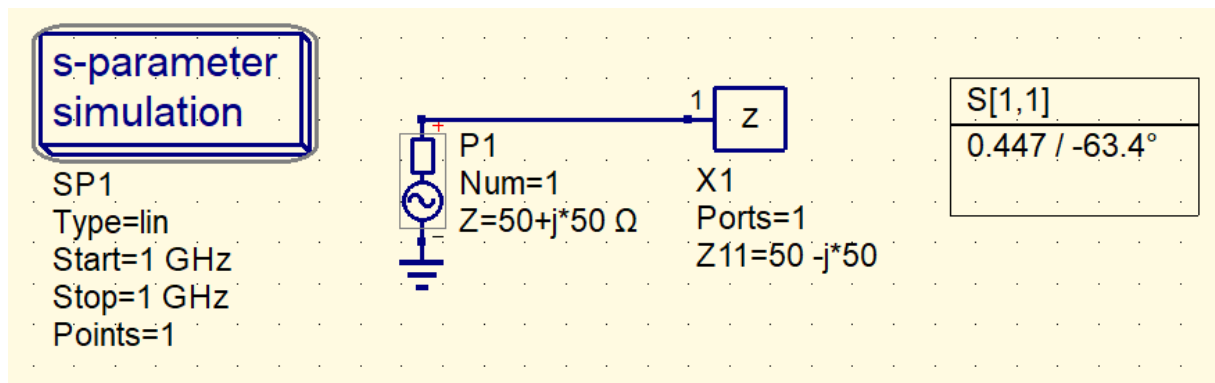 s-parameter
simulation
SP1
Type=lin
Start=1 GHz
Stop=1 GHz
Points=1
+
P1
Num=1
Z=50+j*50 Ω
−
1
Z
X1
Ports=1
Z11=50 -j*50
S[1,1]
0.447 / -63.4°